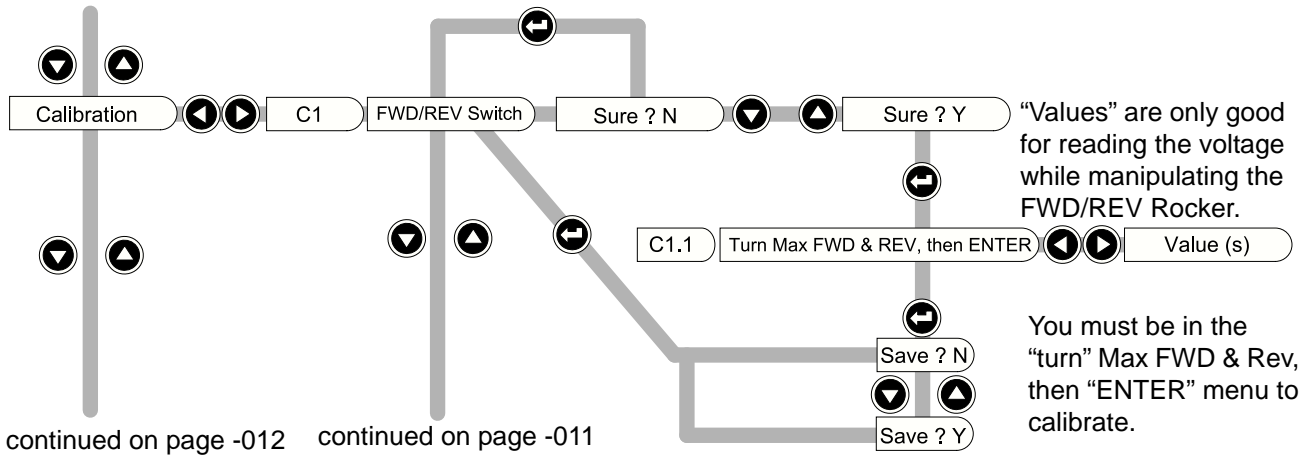 Calibration
C1
FWD/REV Switch
Sure ? N
Sure ? Y
"Values" are only good
for reading the voltage
while manipulating the
FWD/REV Rocker.
C1.1
Turn Max FWD & REV, then ENTER
Value (s)
You must be in the
"turn" Max FWD & Rev,
then "ENTER" menu to
calibrate.
Save ? N
Save ? Y
continued on page -012
continued on page -011